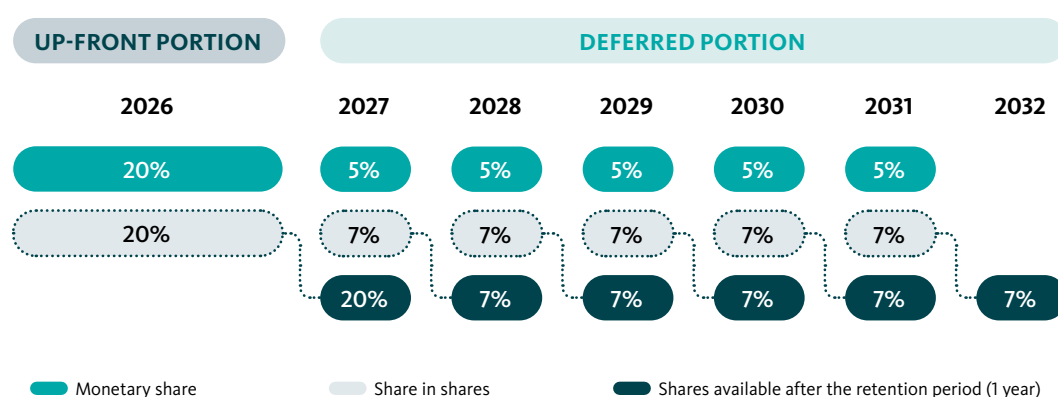 UP-FRONT PORTION DEFERRED PORTION
2026 2027 2028 2029 2030 2031 2032
20% 5% 5% 5% 5% 5%
20% 7% 7% 7% 7% 7%
20% 7% 7% 7% 7% 7%
Monetary share Share in shares Shares available after the retention period (1 year)